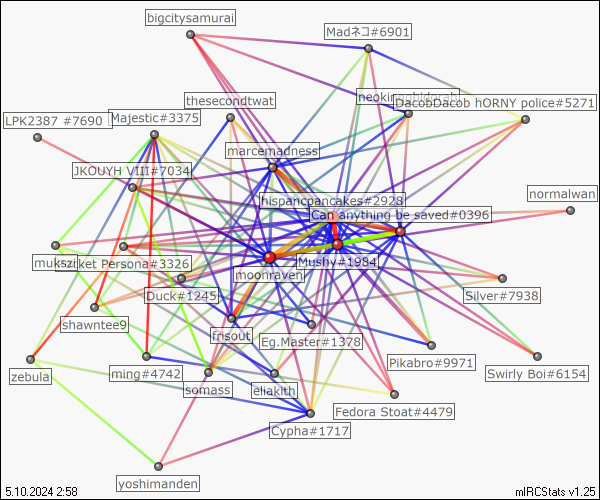 bigcitysamurai
Madネコ#6901
thesecondtwat
DacobDacob hORNY police#5271
LPK2387 #7690
Majestic#3375
marcemadness
JKOUYH VIII#7034
normalwan
hispancpancakes#2928
Can anything be saved#0396
Mushy#1984
ket Persona#3326
moonraven
Duck#1245
Silver#7938
shawntee9
frisout
Eg.Master#1378
Pikabro#9971
Swirly Boi#6154
zebula
ming#4742
somass
eliakith
Fedora Stoat#4479
Cypha#1717
yoshimanden
5.10.2024 2:58
mIRCStats v1.25